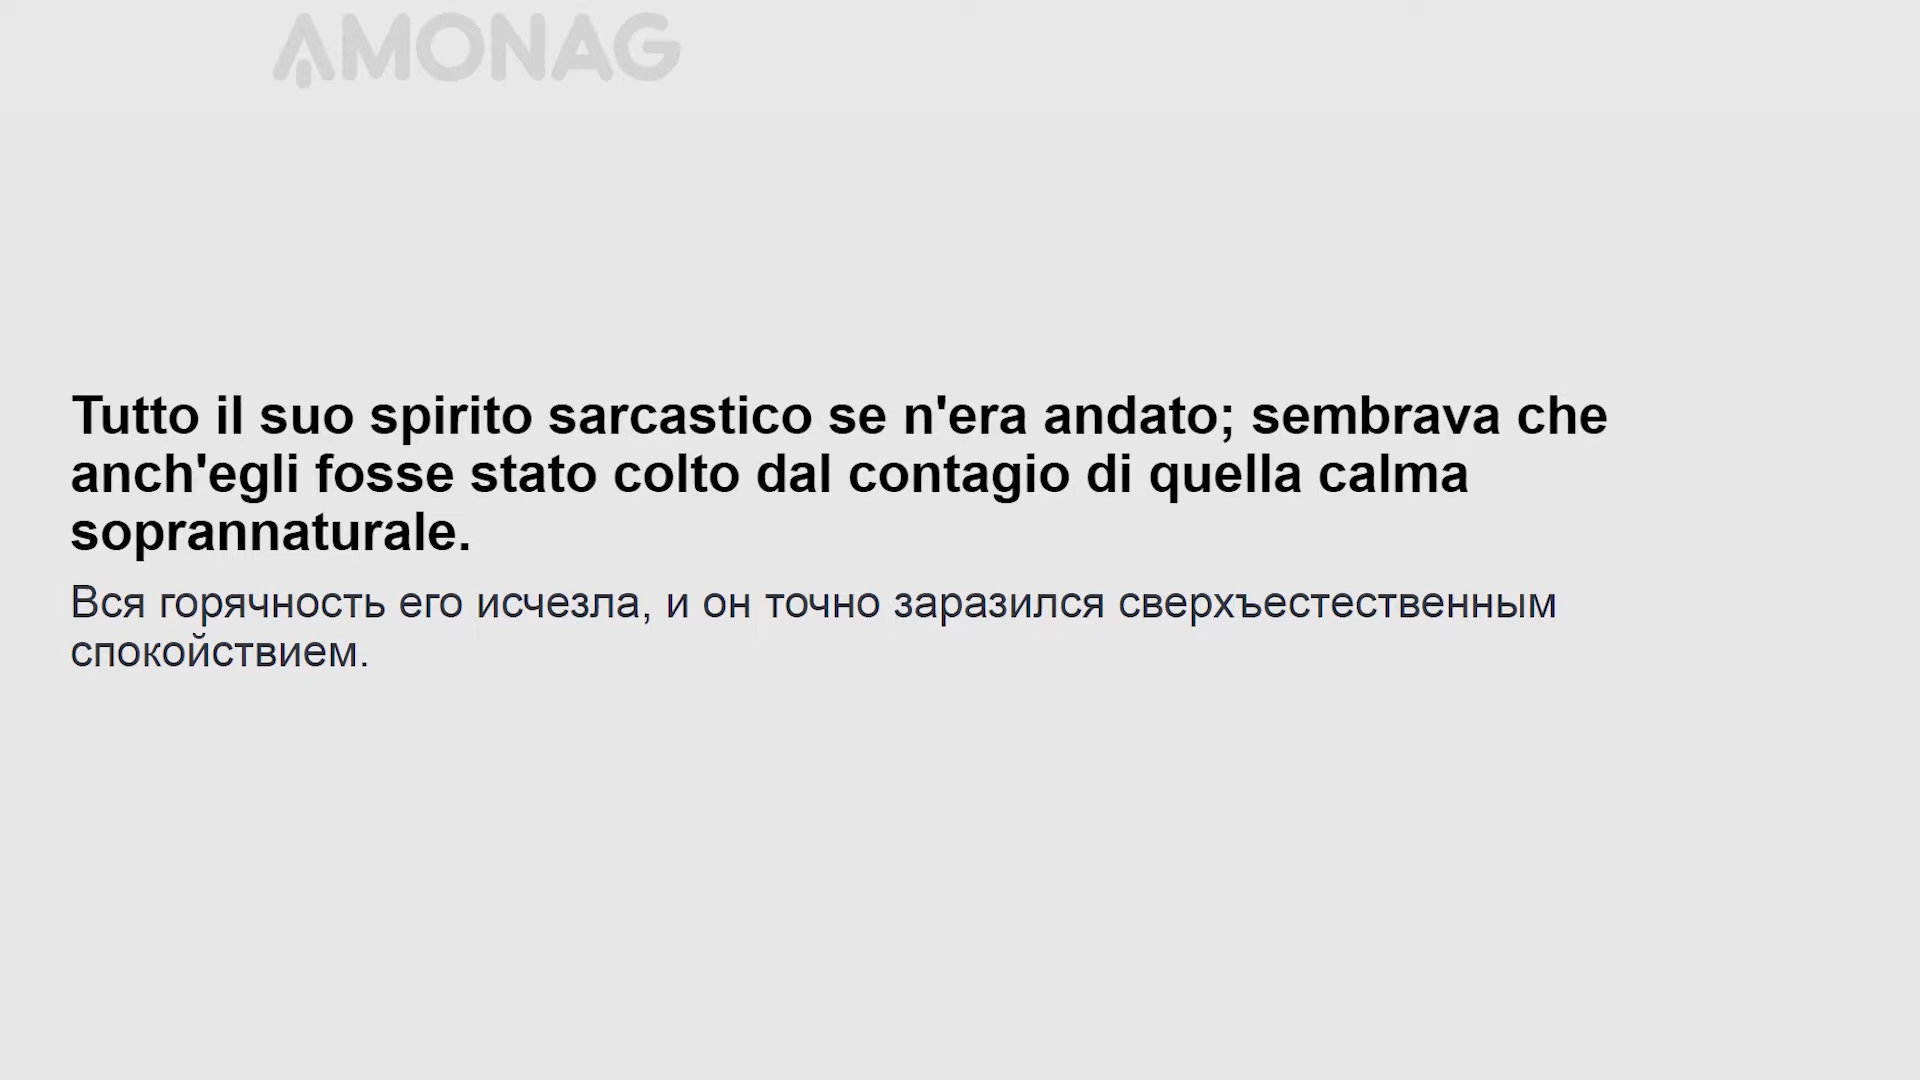 AMONAG
Tutto il suo spirito sarcastico se n'era andato; sembrava che
anch'egli fosse stato colto dal contagio di quella calma
soprannaturale.
Вся горячность его исчезла, и он точно заразился сверхъестественным
спокойствием.